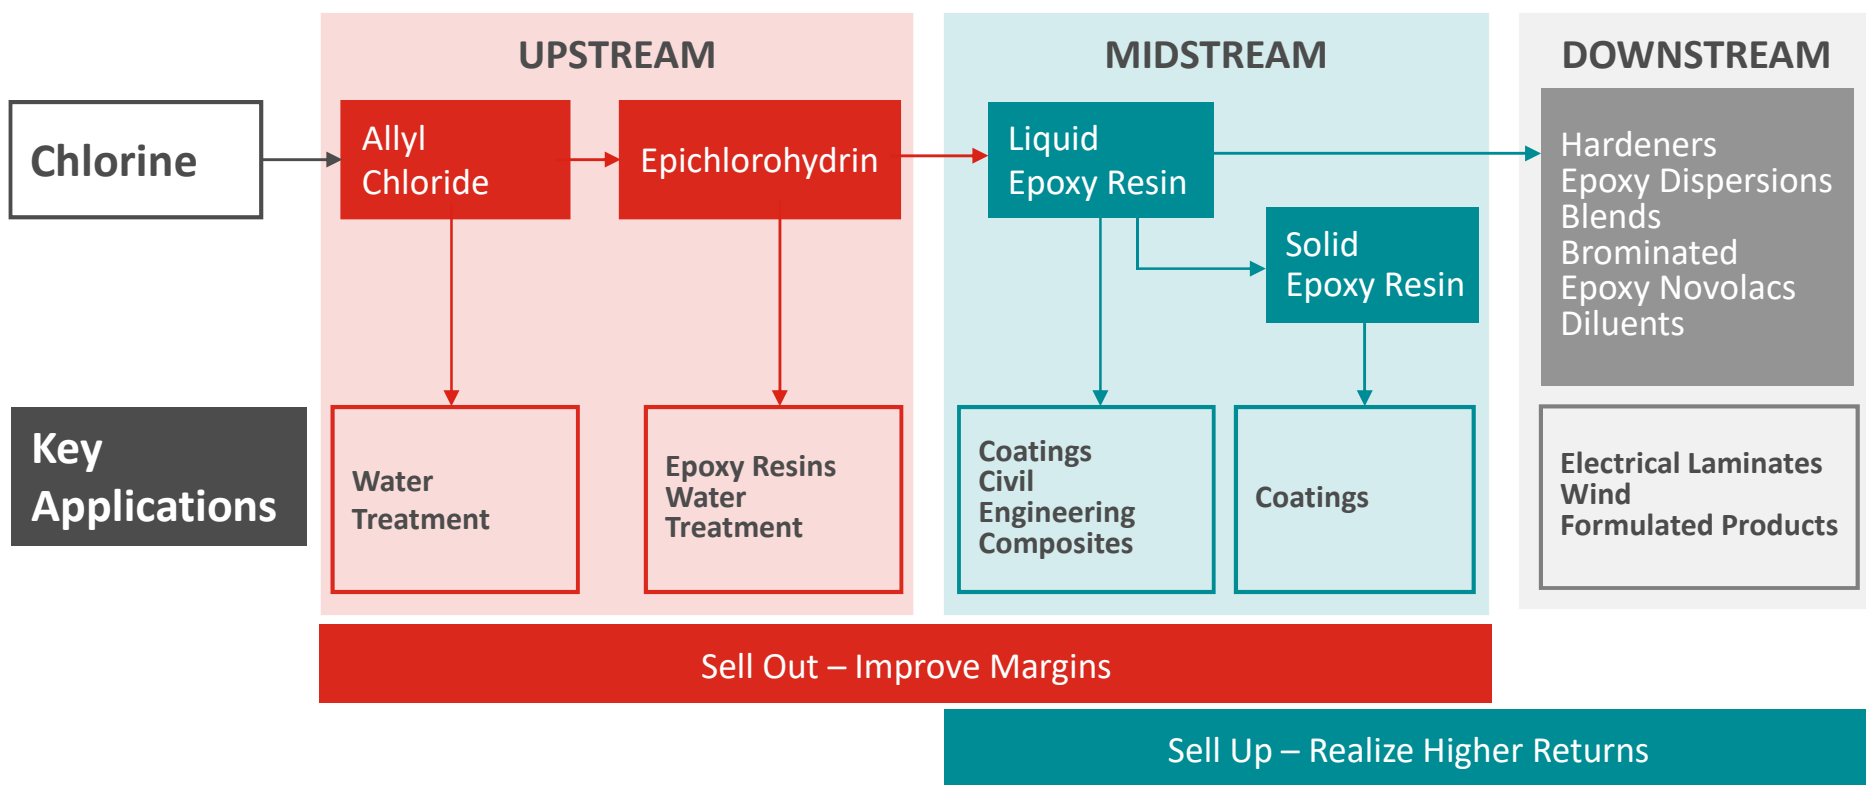 UPSTREAM
MIDSTREAM
DOWNSTREAM
Chlorine
Allyl
Chloride
Epichlorohydrin
Liquid
Epoxy Resin
Solid
Epoxy Resin
Hardeners
Epoxy Dispersions
Blends
Brominated
Epoxy Novolacs
Diluents
Key
Applications
Water
Treatment
Epoxy Resins
Water
Treatment
Coatings
Civil
Engineering
Composites
Coatings
Electrical Laminates
Wind
Formulated Products
Sell Out – Improve Margins
Sell Up – Realize Higher Returns